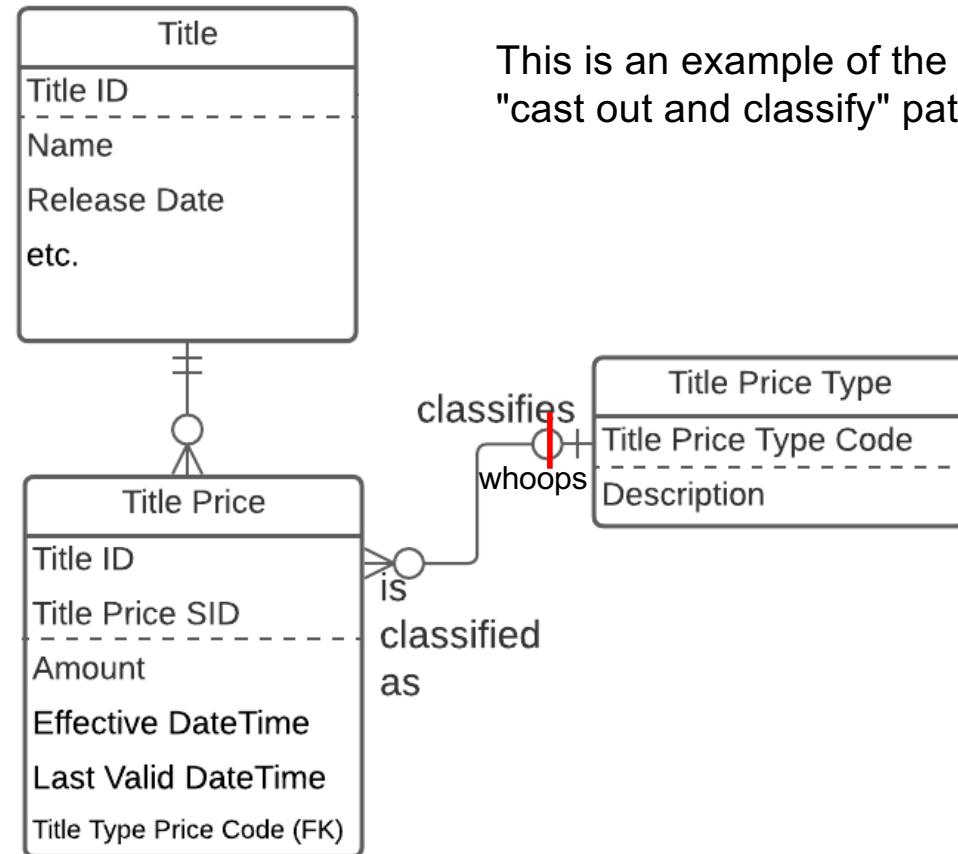 Title
Title ID
Name
Release Date
etc.
This is an example of the
"cast out and classify" pat
classifies
whoops
Title Price Type
Title Price Type Code
Description
Title Price
Title ID
Title Price SID
Amount
Effective DateTime
Last Valid DateTime
Title Type Price Code (FK)
is
classified
as